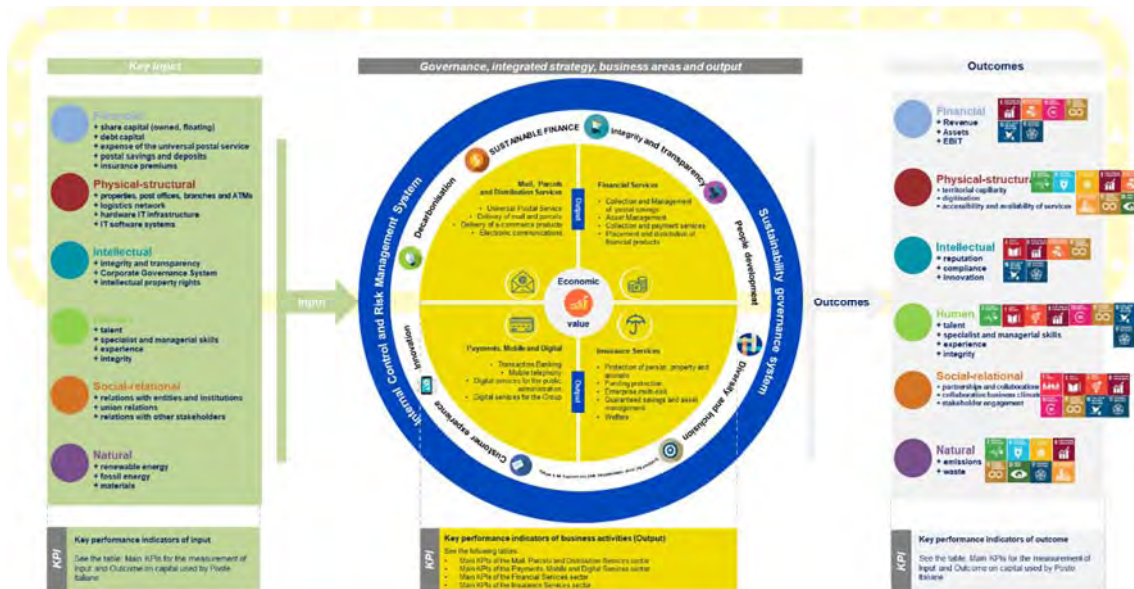 Key Input
Financial
share capital (owned, floating)
debt capital
expense of the universal postal service
postal savings and deposits
insurance premiums
Physical-structural
properties, post offices, branches and ATMs
logistics network
hardware IT infrastructure
IT software systems
Intellectual
integrity and transparency
Corporate Governance System
intellectual property rights
Human
talent
specialist and managerial skills
experience
integrity
Social-relational
relations with entities and institutions
union relations
relations with other stakeholders
Natural
renewable energy
fossil energy
materials
KPI
Key performance indicators of input
See the table: Main KPIs for the measurement of
Input and Outcome on capital used by Poste
Italiane
Input
Governance, integrated strategy, business areas and output
Internal Control and Risk Management System
Sustainability governance system
SUSTAINABLE FINANCE
Integrity and transparency
People development
Diversity and inclusion
Customer experience
Innovation
Decarbonisation
Mail, Parcels
and Distribution Services
Universal Postal Service
Delivery of mail and parcels
Delivery of e-commerce products
Electronic communications
Output
Financial Services
Collection and Management
of postal savings
Asset Management
Collection and payment services
Placement and distribution of
financial products
Economic
value
Payments, Mobile and Digital
Transaction Banking
Mobile telephony
Digital services for the public
administration
Digital services for the Group
Output
Insurance Services
Protection of person, property and
animals
Funding protection
Enterprise multi-risk
Guaranteed savings and asset
management
Welfare
KPI
Key performance indicators of business activities (Output)
See the following tables:
Main KPIs of the Mail, Parcels and Distribution Services sector
Main KPIs of the Payments, Mobile and Digital Services sector
Main KPIs of the Financial Services sector
Main KPIs of the Insurance Services sector
Outcomes
Outcomes
Financial
Revenue
Assets
EBIT
Physical-structural
territorial capillarity
digitisation
accessibility and availability of services
Intellectual
reputation
compliance
innovation
Human
talent
specialist and managerial skills
experience
integrity
Social-relational
partnerships and collaborations
collaborative business climate
stakeholder engagement
Natural
emissions
waste
KPI
Key performance indicators of outcome
See the table: Main KPIs for the measurement of
Input and Outcome on capital used by Poste
Italiane